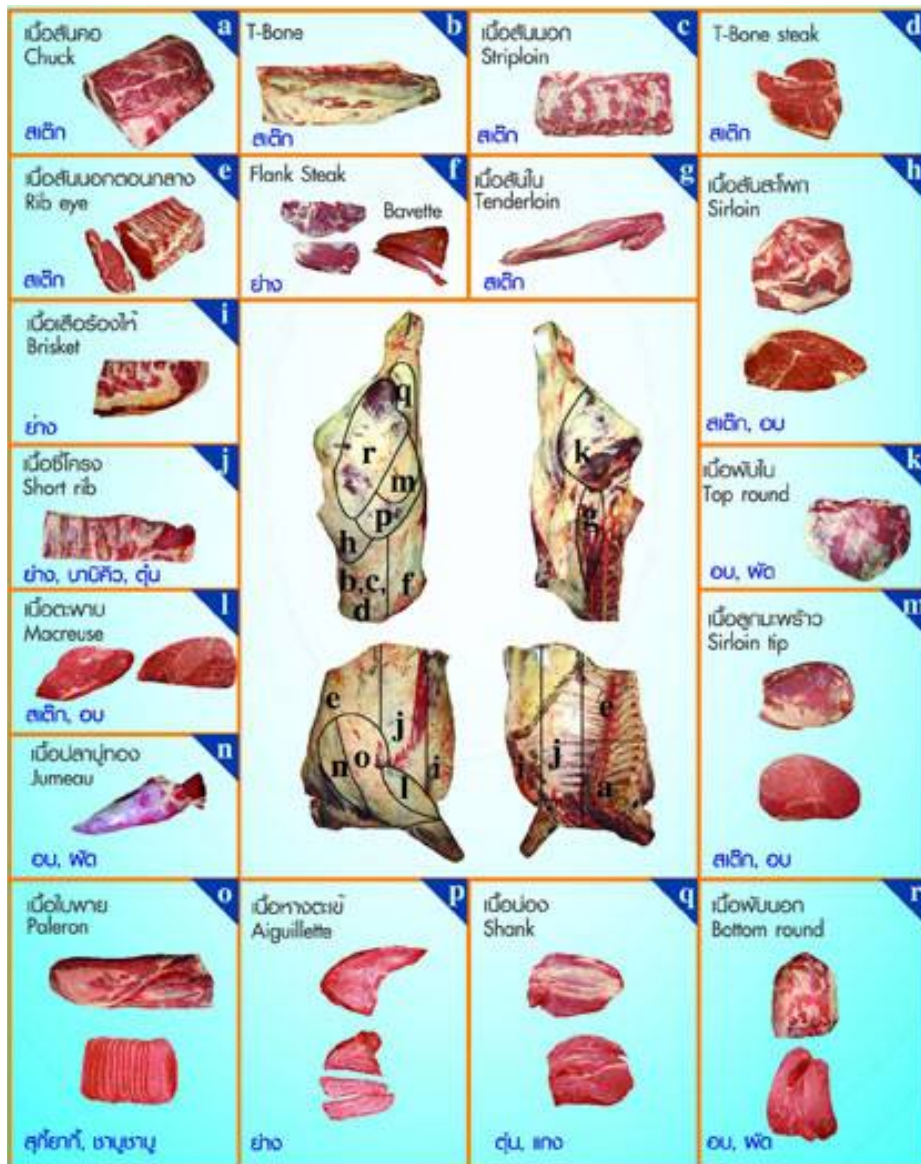 เนื้อสันคอ
Chuck
a
สเต๊ก
T-Bone
b
สเต๊ก
เนื้อสันนอก
Striploin
c
สเต๊ก
T-Bone steak
d
สเต๊ก
เนื้อสันนอกตอนกลาง
Rib eye
e
สเต๊ก
Flank Steak
f
Bavette
ย่าง
เนื้อสันใน
Tenderloin
g
สเต๊ก
เนื้อสันสะโพก
Sirloin
h
สเต๊ก, อบ
เนื้อเสือร้องไห้
Brisket
i
ย่าง
เนื้อซี่โครง
Short rib
j
ย่าง, บาบิคิว, ตุ๋น
q
r
m
p
h
b,c,
d
f
k
g
e
j
n
o
l
i
e
j
i
a
เนื้อพับใน
Top round
k
อบ, ผัด
เนื้อตะพาบ
Macreuse
l
สเต๊ก, อบ
เนื้อลูกมะพร้าว
Sirloin tip
m
สเต๊ก, อบ
เนื้อปลาบู่ทอง
Jumeau
n
อบ, ผัด
เนื้อใบพาย
Paleron
o
สุกี้ยากี้, ชาบูชาบู
เนื้อหางตะเข้
Aiguillette
p
ย่าง
เนื้อน่อง
Shank
q
ตุ๋น, แกง
เนื้อพับนอก
Bottom round
r
อบ, ผัด